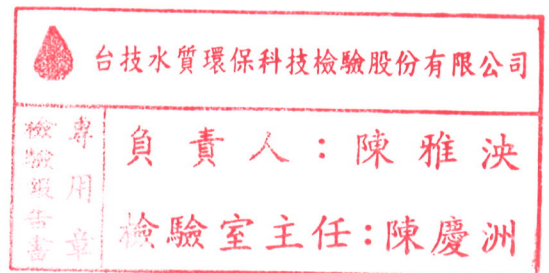 台技水質環保科技檢驗股份有限公司
檢驗報告書
專用章
負責人：陳雅泱
檢驗室主任：陳慶洲